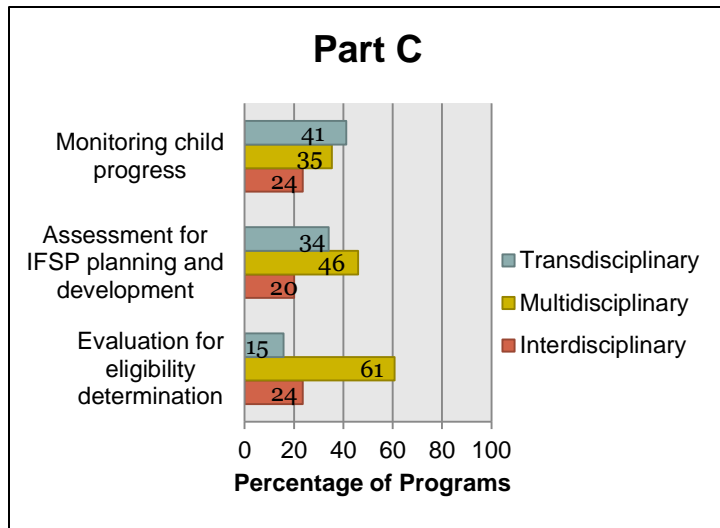 Part C
Monitoring child
progress
41
35
24
Assessment for
IFSP planning and
development
34
46
20
Evaluation for
eligibility
determination
15
61
24
Transdisciplinary
Multidisciplinary
Interdisciplinary
0 20 40 60 80 100
Percentage of Programs